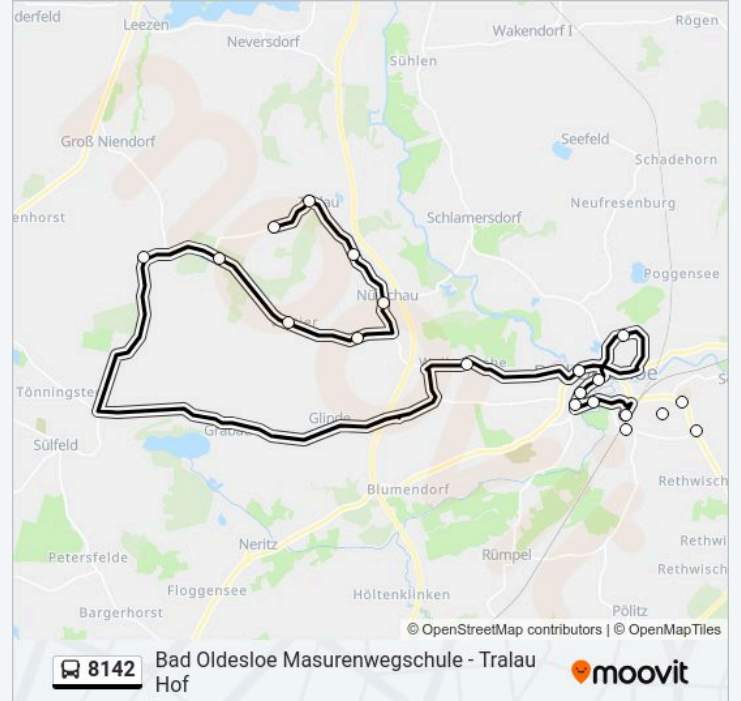 derfeld
Leezen
Neversdorf
Wakendorf I
Rögen
Sühlen
Groß Niendorf
Seefeld
Schadehorn
enhorst
Neufresenburg
Schlamersdorf
Poggensee
Tönningste
Glinde
Sülfeld
Blumendorf
Rethwisch
Neritz
Rümpel
Rethwi
Petersfelde
Rethwisch
Floggensee
Höltenklinken
Bargerhorst
Pölitz
© OpenStreetMap contributors | © OpenMapTiles
8142
Bad Oldesloe Masurenwegschule - Tralau
Hof
moovit